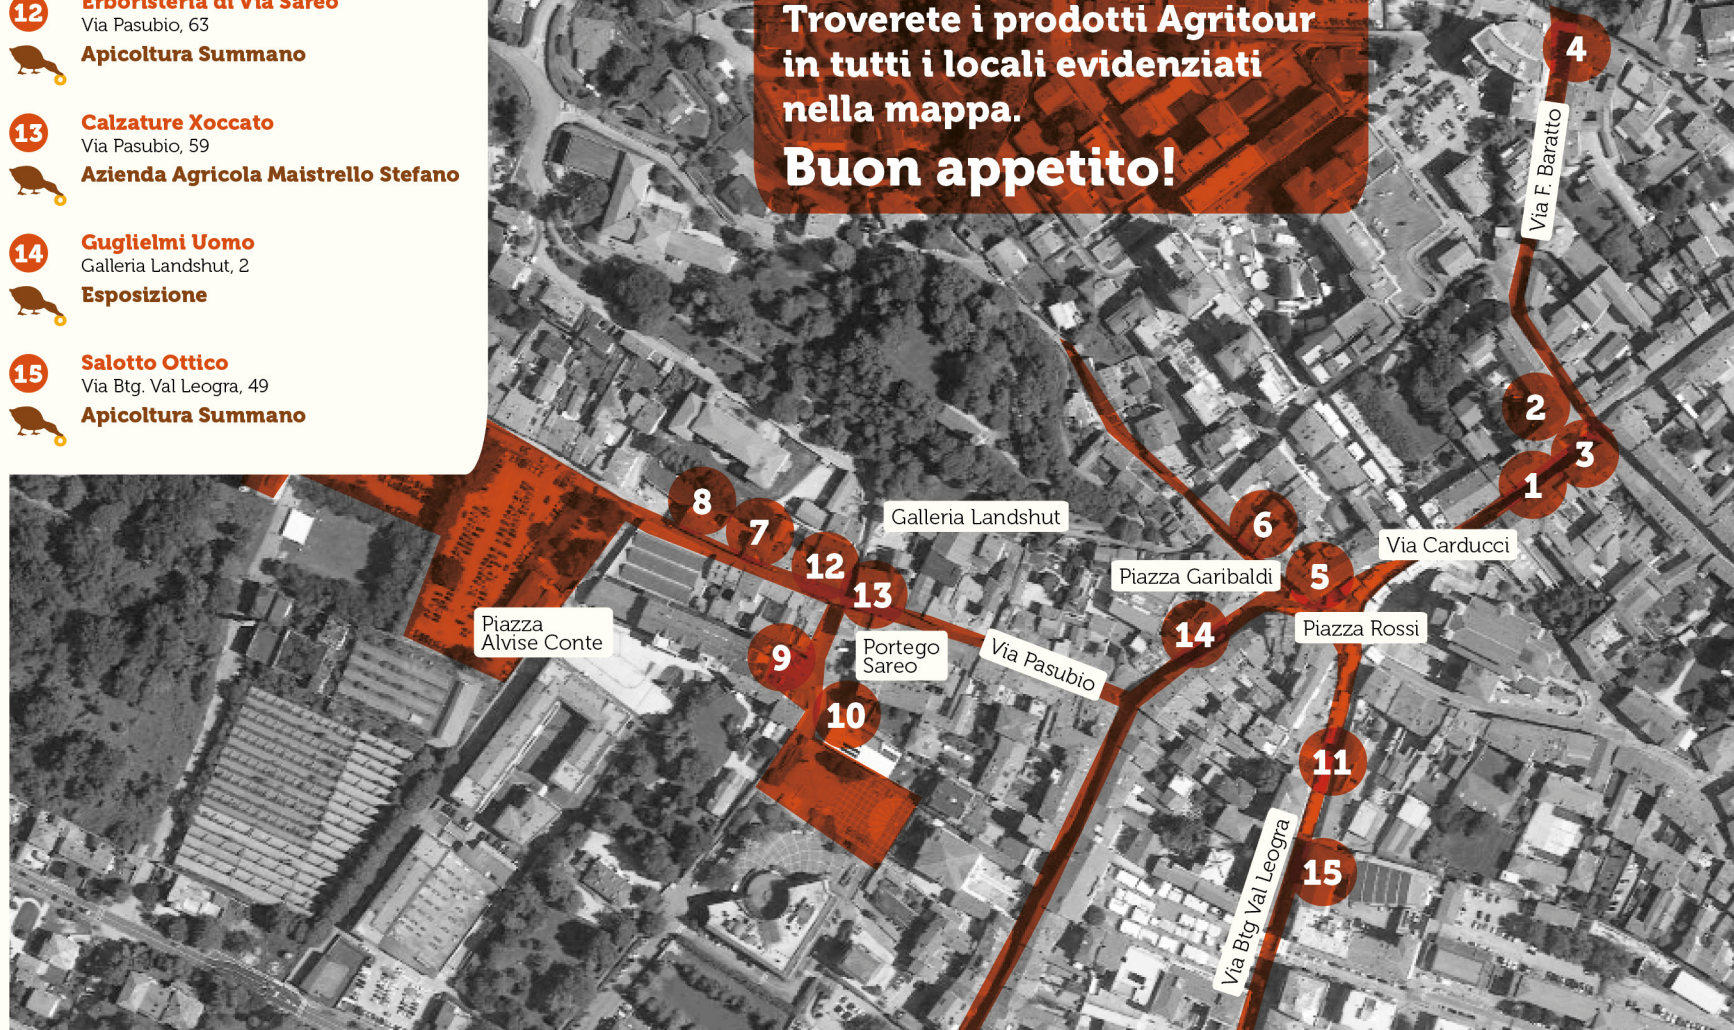 12
Erboristeria di Via Sareo
Via Pasubio, 63
Apicoltura Summano
13
Calzature Xoccato
Via Pasubio, 59
Azienda Agricola Maistrello Stefano
14
Guglielmi Uomo
Galleria Landshut, 2
Esposizione
15
Salotto Ottico
Via Btg. Val Leogra, 49
Apicoltura Summano
Troverete i prodotti Agritour
in tutti i locali evidenziati
nella mappa.
Buon appetito!
4
Via F. Baratto
2
3
1
8
7
Galleria Landshut
6
Via Carducci
12
13
Piazza Garibaldi
5
Piazza
Alvise Conte
14
Piazza Rossi
9
Portego
Sareo
Via Pasubio
10
11
Via Btg Val Leogra
15